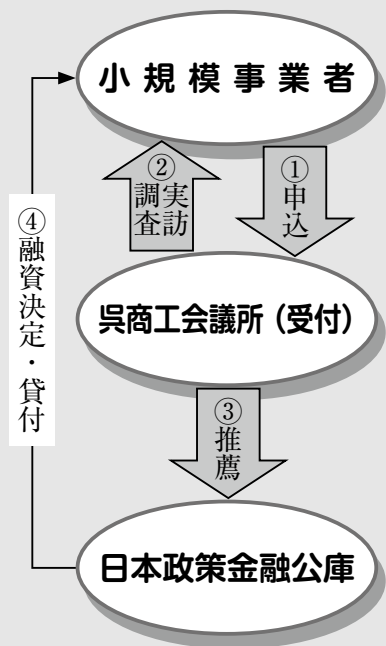 小規模事業者
①申込
②実訪
調査
呉商工会議所（受付）
③推薦
④融資決定・貸付
日本政策金融公庫